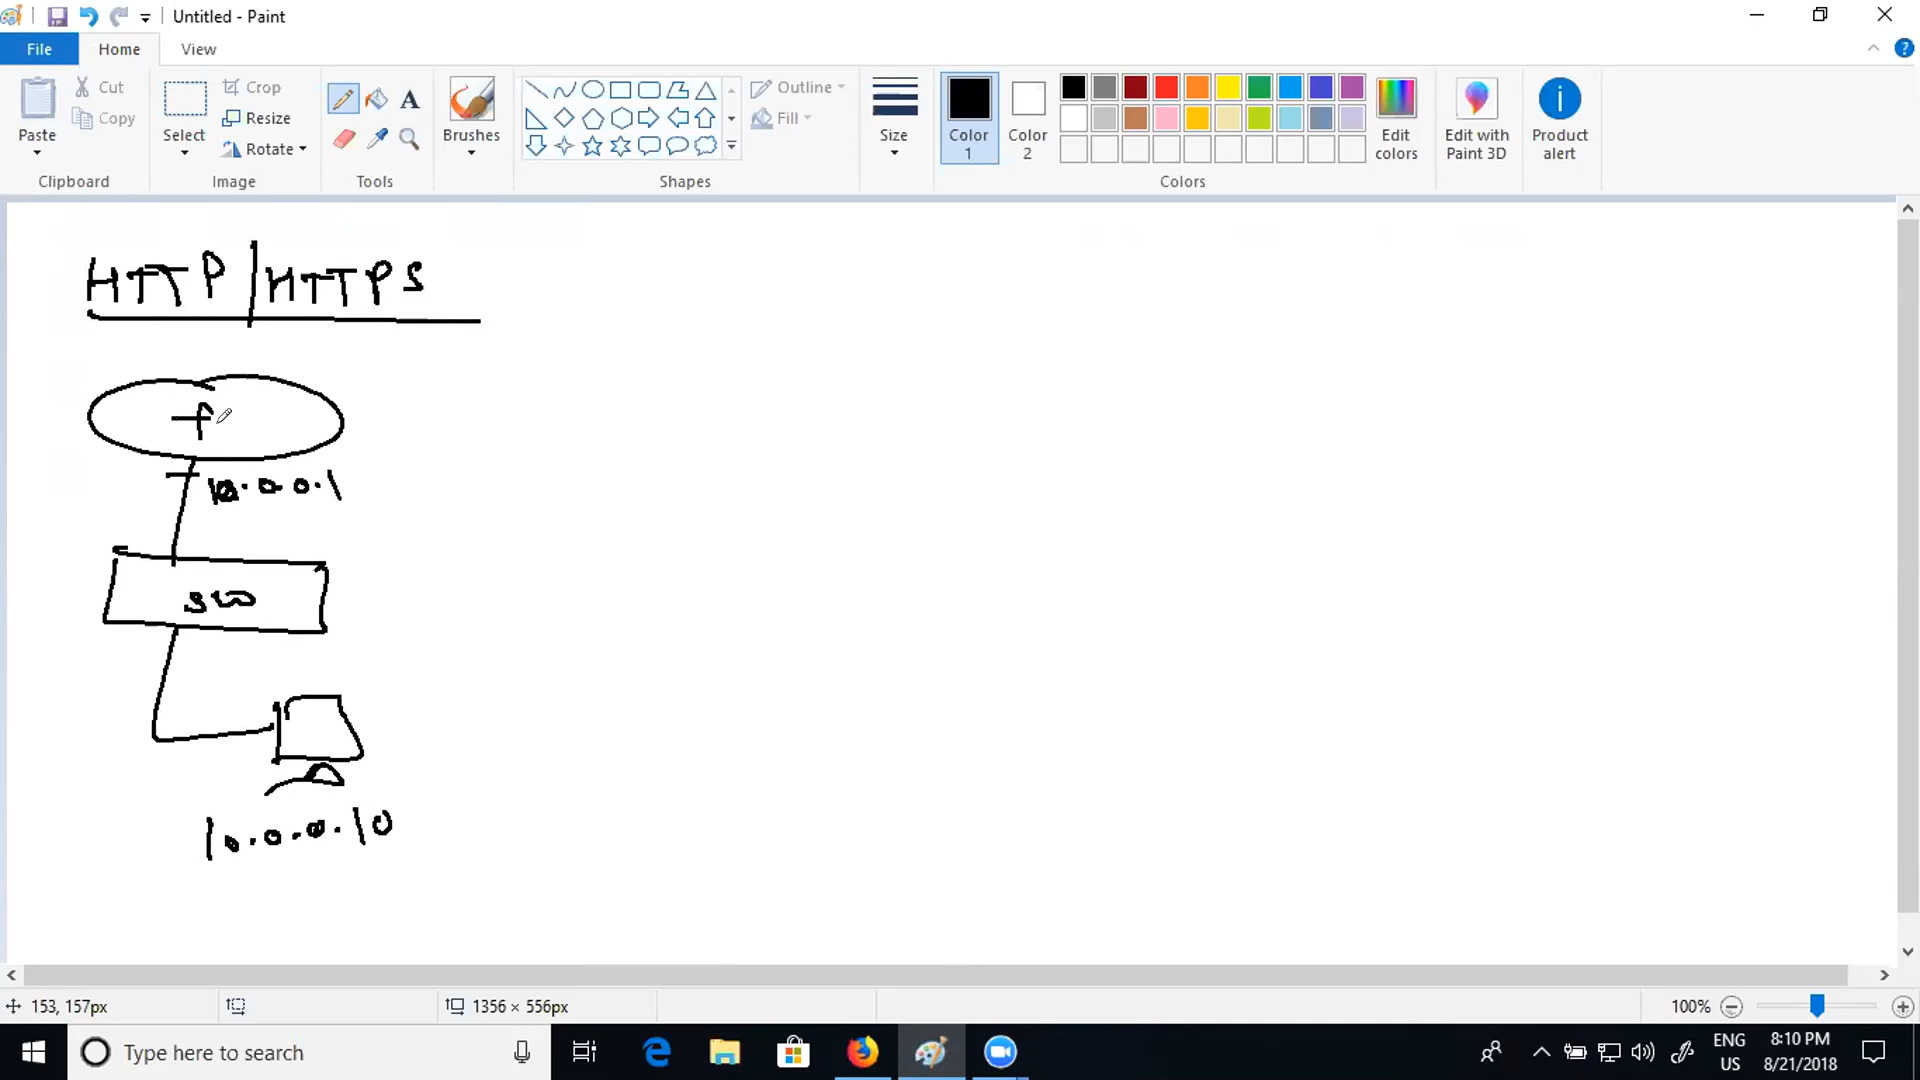 Untitled - Paint
File Home View
Paste
Cut
Copy
Clipboard
Select
Crop
Resize
Rotate
Image
Tools
Brushes
Shapes
Outline
Fill
Size
Color 1
Color 2
Edit colors
Edit with Paint 3D
Product alert
Colors
HTTP/HTTPS
f
10.0.0.1
SW
10.0.0.10
153, 157px
1356 × 556px
100%
Type here to search
ENG
US
8:10 PM
8/21/2018